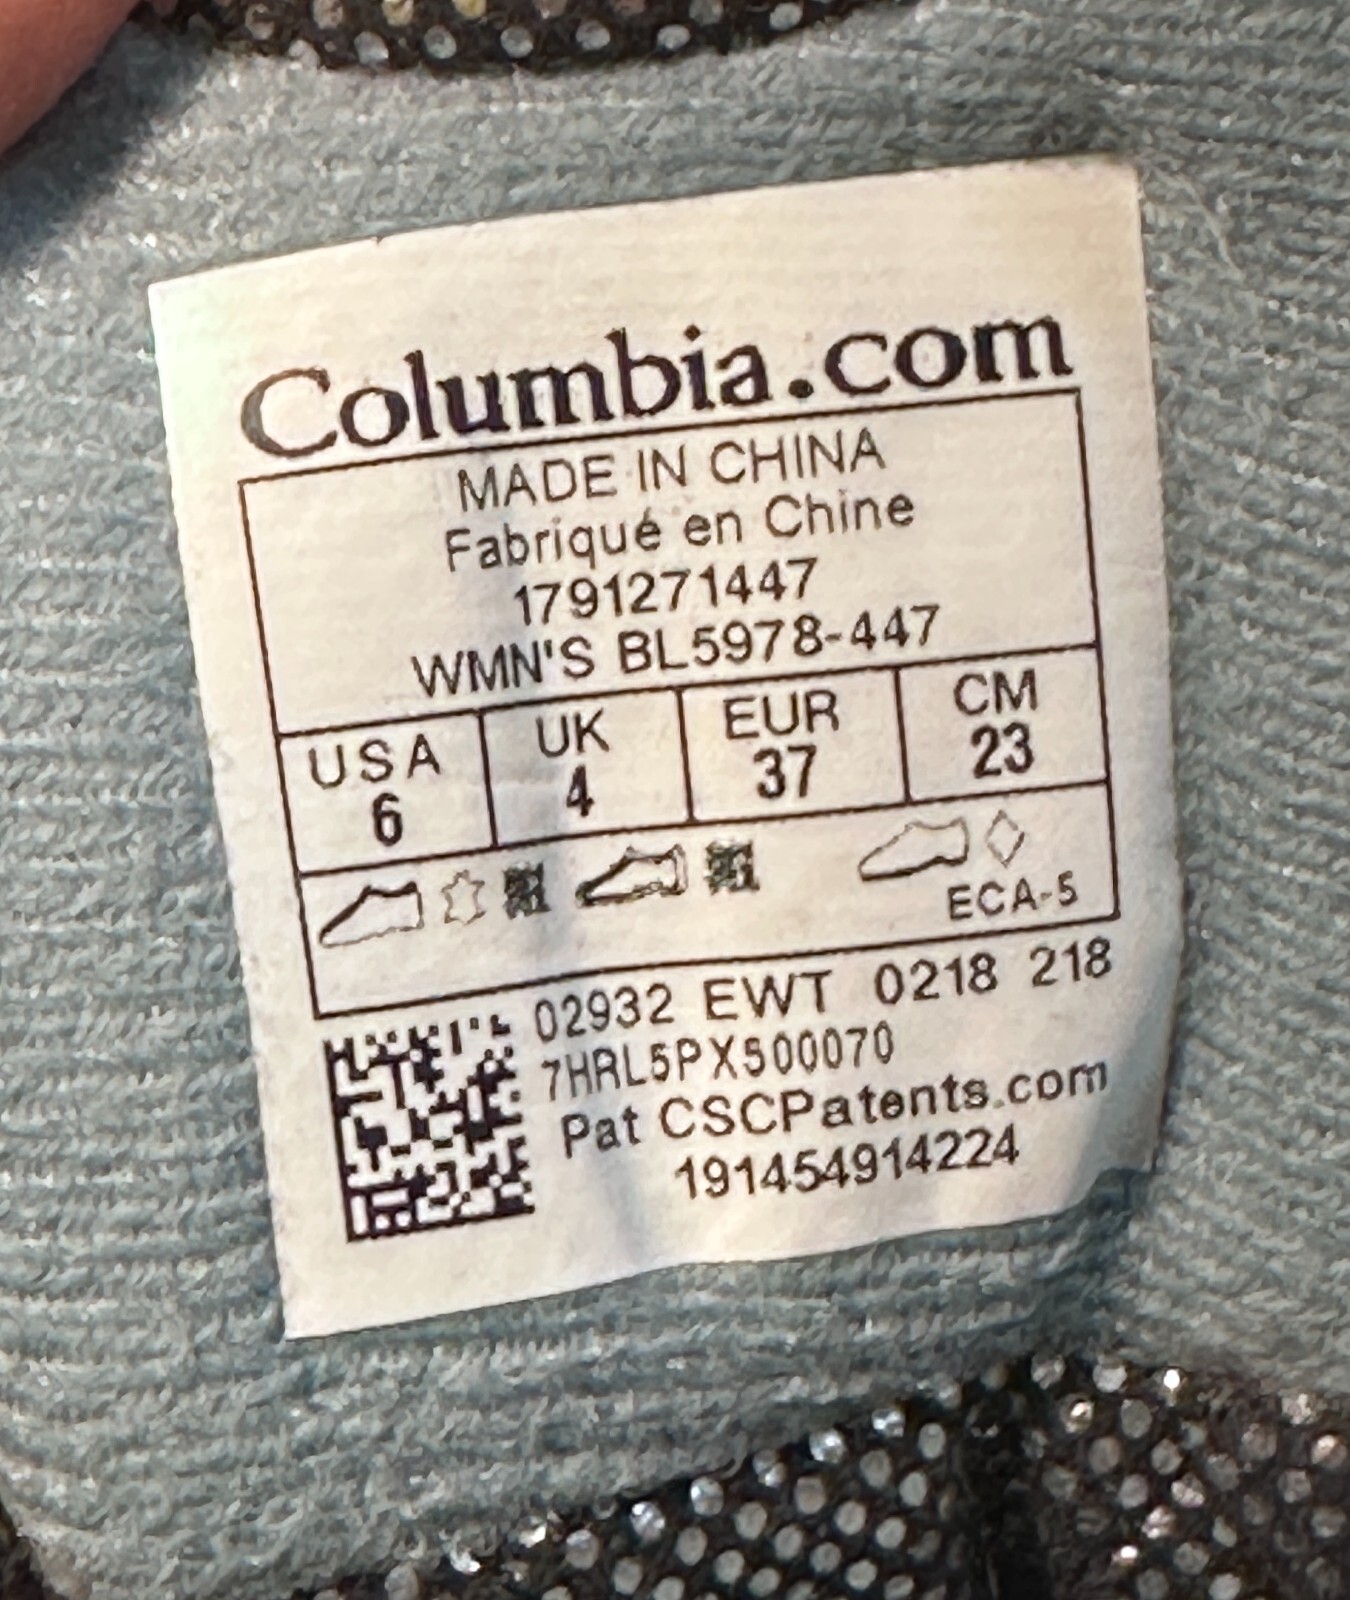 Columbia.com
MADE IN CHINA
Fabriqué en Chine
1791271447
WMN'S BL5978-447
USA UK EUR CM
6 4 37 23
ECA-5
02932 EWT 0218 218
7HRL5PX500070
Pat CSCPatents.com
191454914224